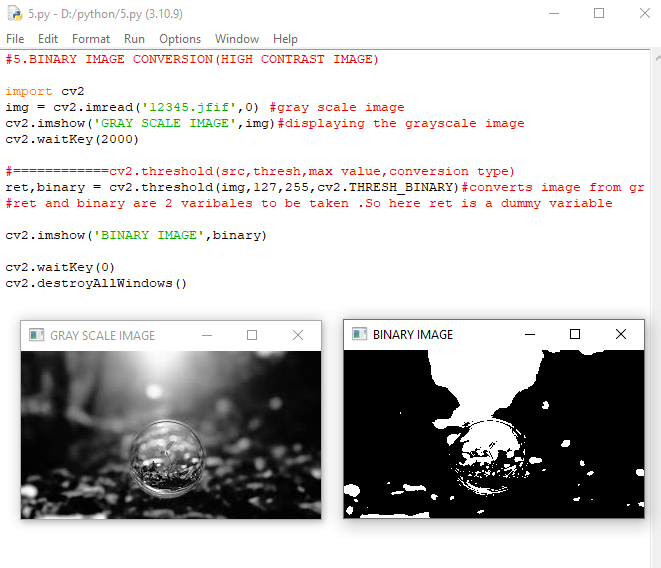 5.py - D:/python/5.py (3.10.9)
File Edit Format Run Options Window Help
#5.BINARY IMAGE CONVERSION(HIGH CONTRAST IMAGE)
import cv2
img = cv2.imread('12345.jfif',0) #gray scale image
cv2.imshow('GRAY SCALE IMAGE',img)#displaying the grayscale image
cv2.waitKey(2000)
#============cv2.threshold(src,thresh,max value,conversion type)
ret,binary = cv2.threshold(img,127,255,cv2.THRESH_BINARY)#converts image from gr
#ret and binary are 2 varibales to be taken .So here ret is a dummy variable
cv2.imshow('BINARY IMAGE',binary)
cv2.waitKey(0)
cv2.destroyAllWindows()
GRAY SCALE IMAGE
BINARY IMAGE